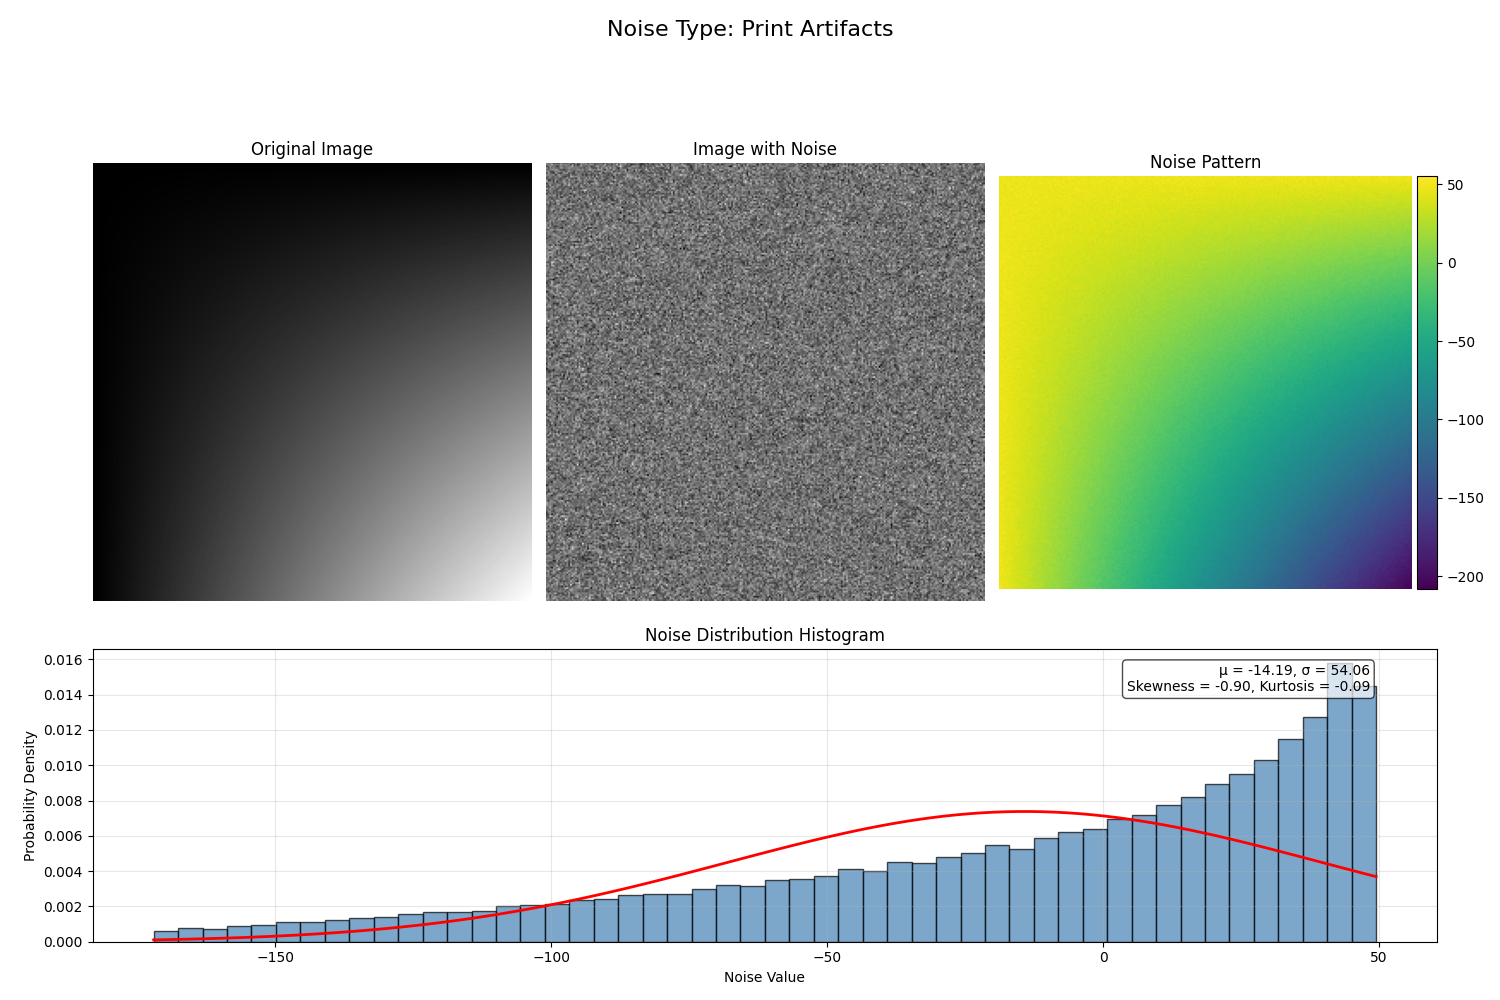 Noise Type: Print Artifacts
Original Image
Image with Noise
Noise Pattern
50
0
−50
−100
−150
−200
Noise Distribution Histogram
μ = -14.19, σ = 54.06
Skewness = -0.90, Kurtosis = -0.09
0.016
0.014
0.012
0.010
0.008
0.006
0.004
0.002
0.000
Probability Density
−150
−100
−50
0
50
Noise Value